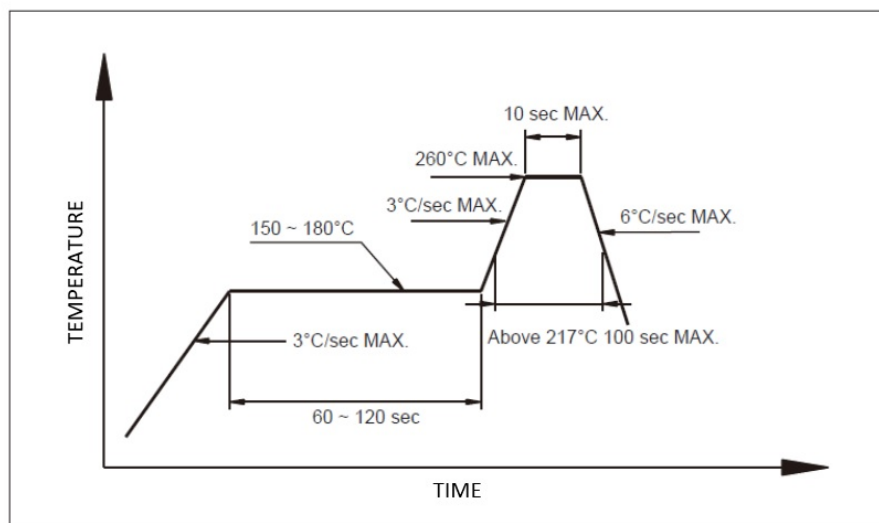 10 sec MAX.
260°C MAX.
3°C/sec MAX.
6°C/sec MAX.
150 ~ 180°C
TEMPERATURE
3°C/sec MAX.
Above 217°C 100 sec MAX.
60 ~ 120 sec
TIME